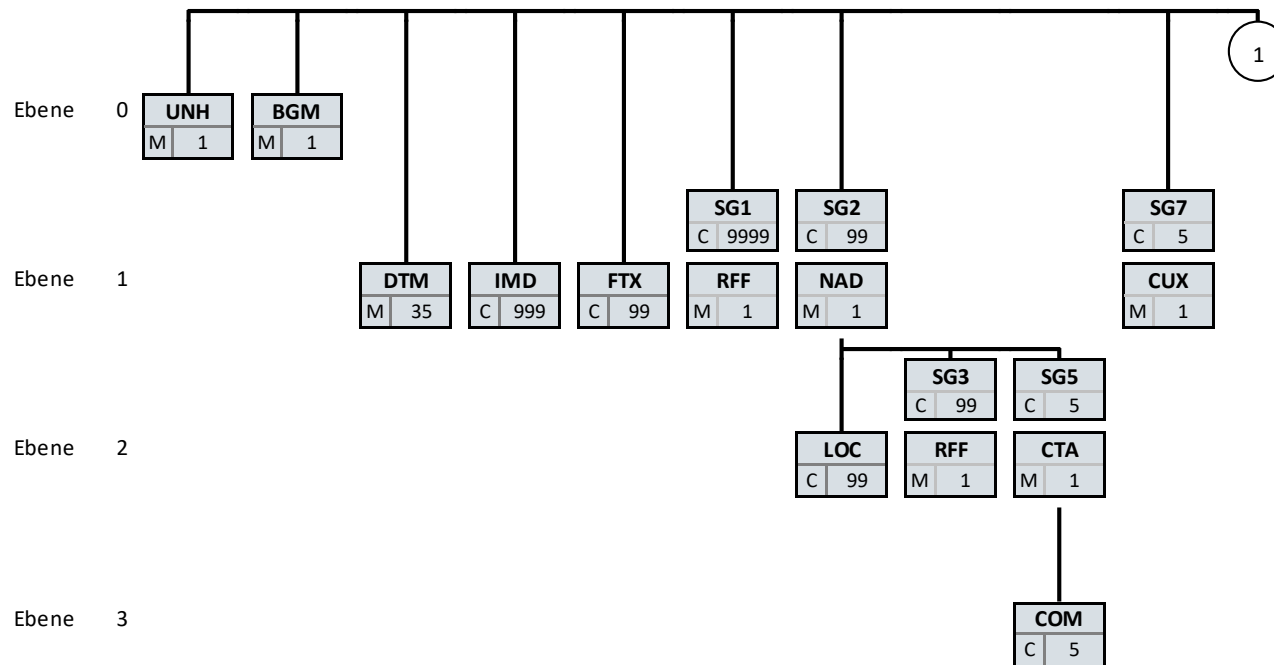 1
Ebene 0 UNH BGM
M 1 M 1
SG1 SG2 SG7
C 9999 C 99 C 5
Ebene 1 DTM IMD FTX RFF NAD CUX
M 35 C 999 C 99 M 1 M 1 M 1
SG3 SG5
C 99 C 5
Ebene 2 LOC RFF CTA
C 99 M 1 M 1
Ebene 3 COM
C 5